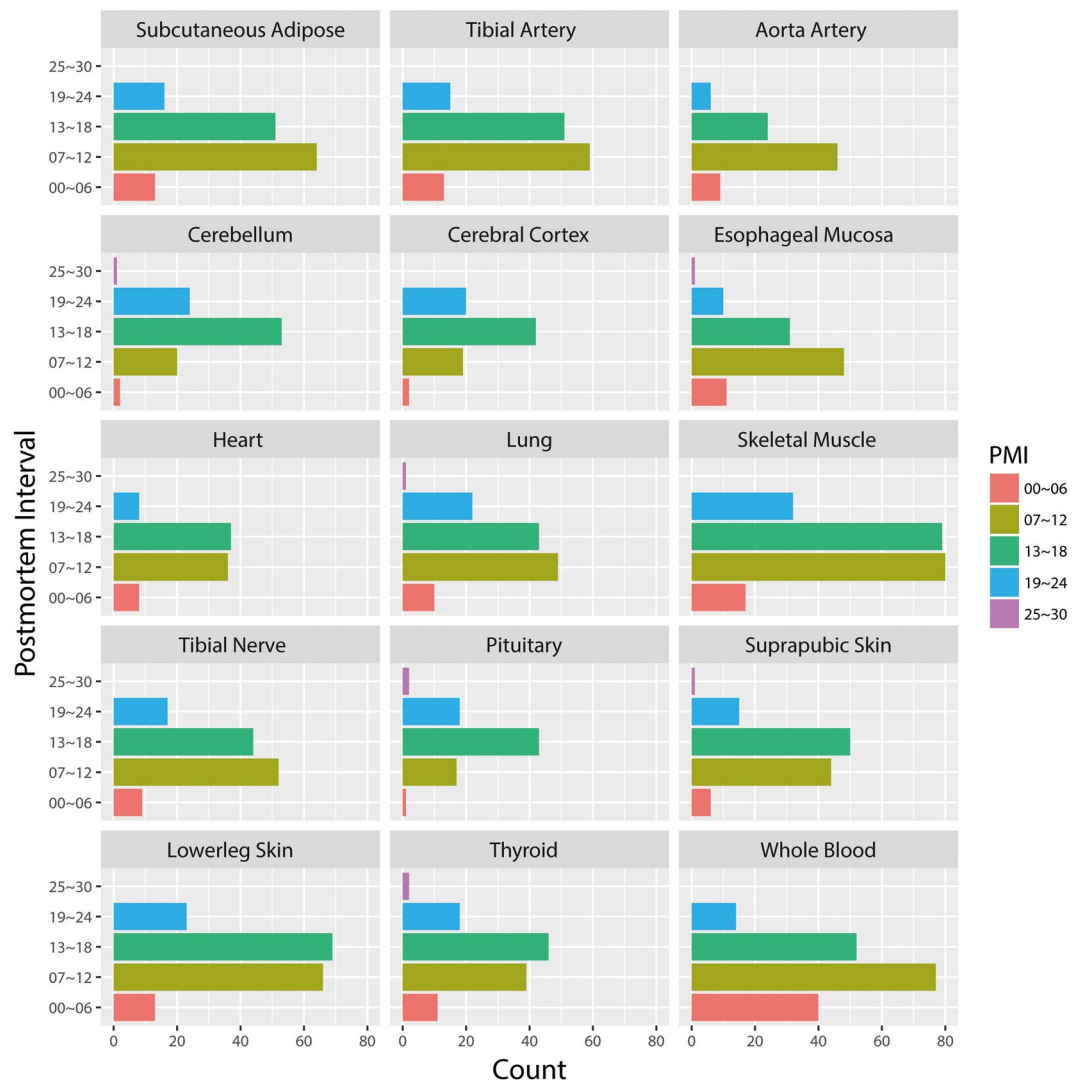 Subcutaneous Adipose
Tibial Artery
Aorta Artery
25~30
19~24
13~18
07~12
00~06
Cerebellum
Cerebral Cortex
Esophageal Mucosa
25~30
19~24
13~18
07~12
00~06
Heart
Lung
Skeletal Muscle
25~30
19~24
13~18
07~12
00~06
Tibial Nerve
Pituitary
Suprapubic Skin
25~30
19~24
13~18
07~12
00~06
Lowerleg Skin
Thyroid
Whole Blood
25~30
19~24
13~18
07~12
00~06
0 20 40 60 80
0 20 40 60 80
0 20 40 60 80
Count
Postmortem Interval
PMI
00~06
07~12
13~18
19~24
25~30